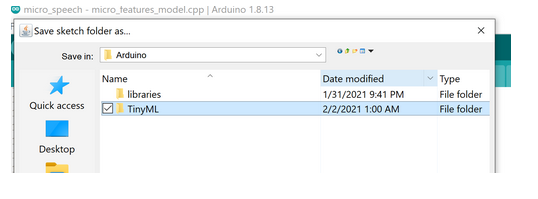 micro_speech - micro_features_model.cpp | Arduino 1.8.13
Save sketch folder as...
Save in: Arduino
Name Date modified Type
libraries 1/31/2021 9:41 PM File folder
TinyML 2/2/2021 1:00 AM File folder
Quick access
Desktop